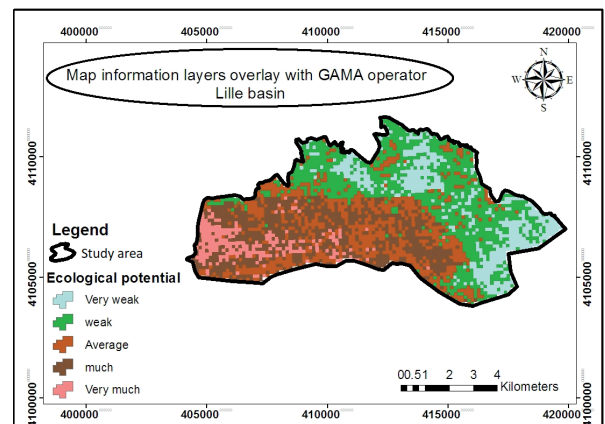 400000 405000 410000 415000 420000
Map information layers overlay with GAMA operator
Lille basin
N
W E
S
4110000 4110000
Legend
Study area
Ecological potential
Very weak
weak
Average
much
Very much
4105000 4105000
00.51 2 3 4
Kilometers
4100000 4100000
400000 405000 410000 415000 420000